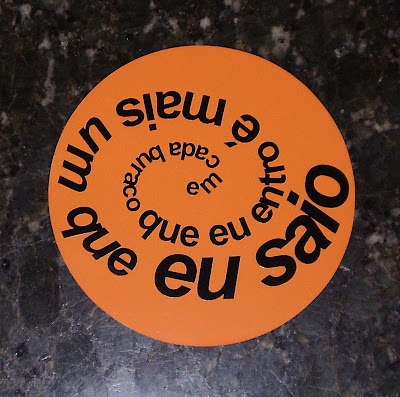 em cada buraco que eu entro é mais um que eu saio